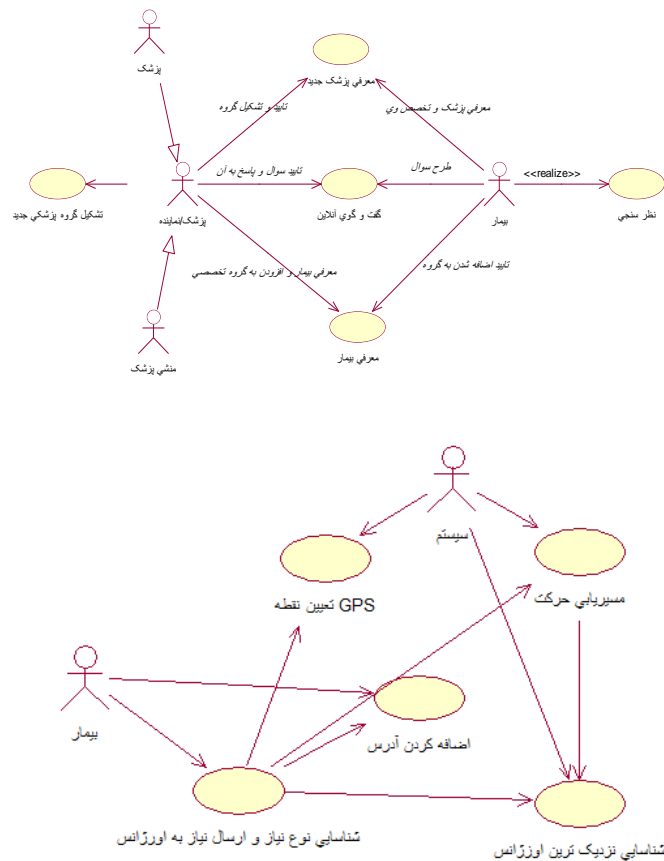 پزشک
معرفي پزشک جديد
تاييد و تشکيل گروه
معرفي پزشک و تخصص وي
تاييد سوال و پاسخ به آن
طرح سوال
<<realize>>
تشکيل گروه پزشکي جديد
پزشک/نماينده
گفت و گوي آنلاين
بيمار
نظر سنجي
معرفي بيمار و افزودن به گروه تخصصي
تاييد اضافه شدن به گروه
منشي پزشک
معرفي بيمار
سيستم
تعيين نقطه GPS
مسيريابي حرکت
بيمار
اضافه کردن آدرس
شناسايي نوع نياز و ارسال نياز به اورژانس
شناسايي نزديک ترين اوزژانس